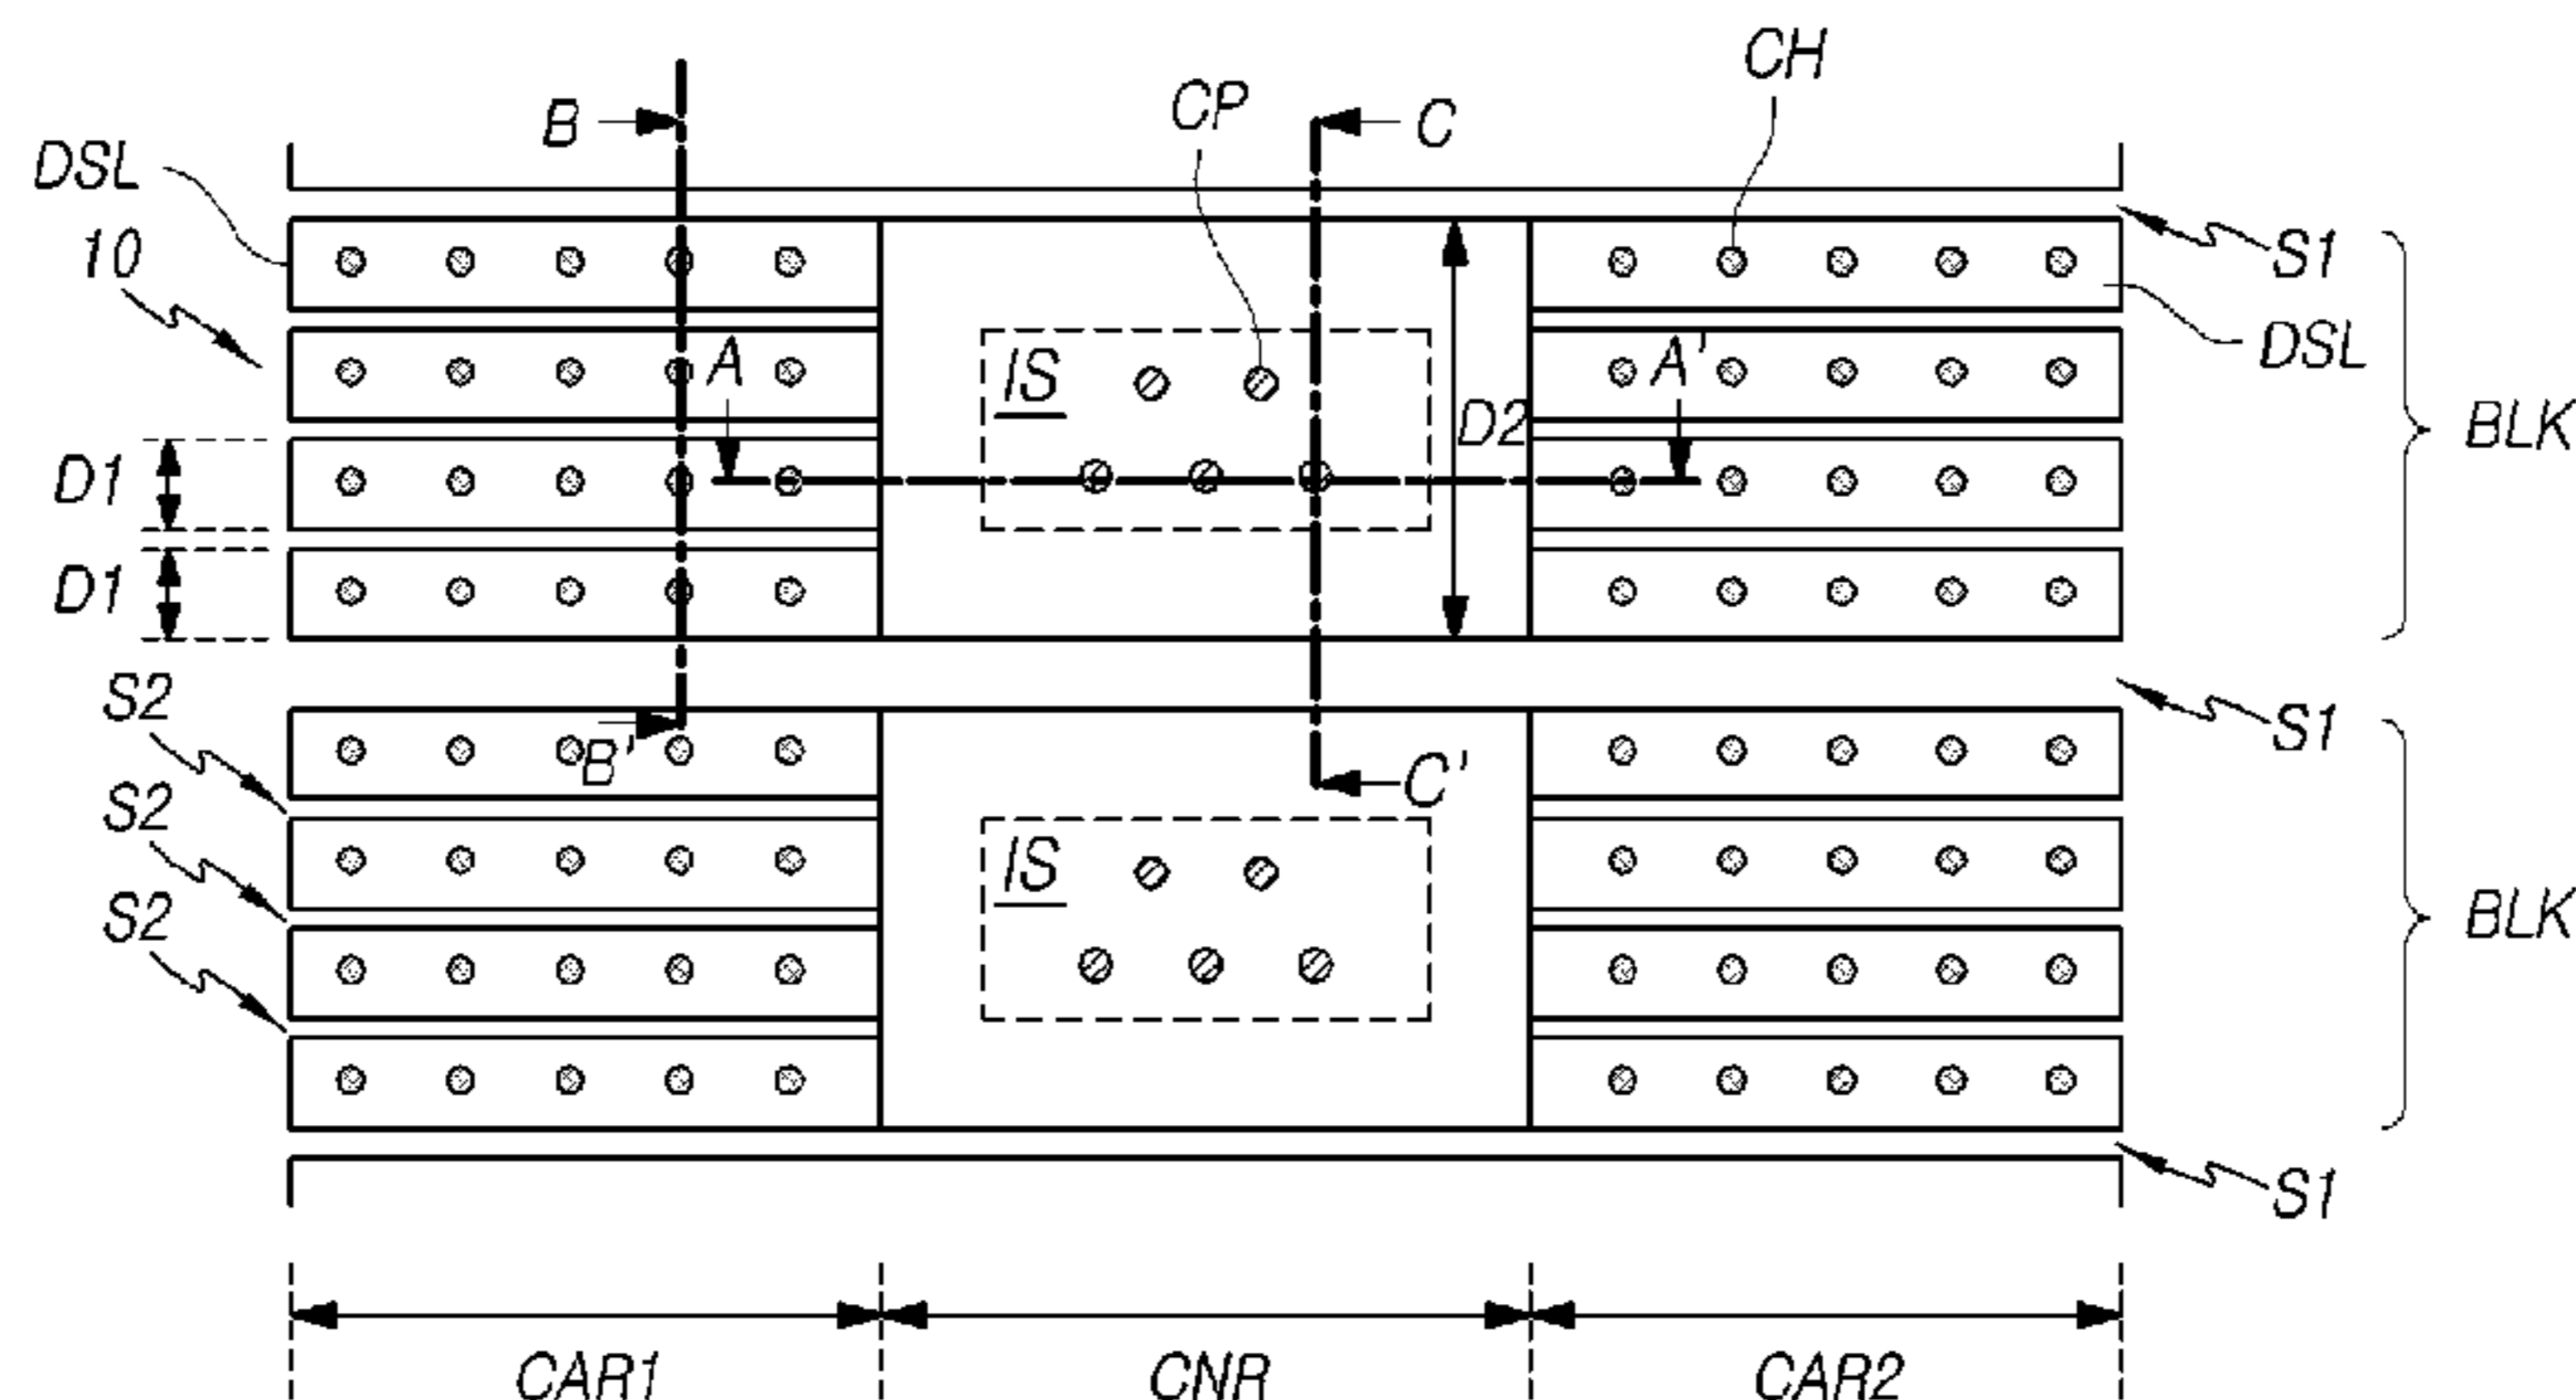 CH
CP
B
C
DSL
10
S1
IS
A
A'
DSL
D2
BLK
D1
D1
S2
S1
B'
C'
S2
IS
S2
BLK
S1
CAR1
CNR
CAR2